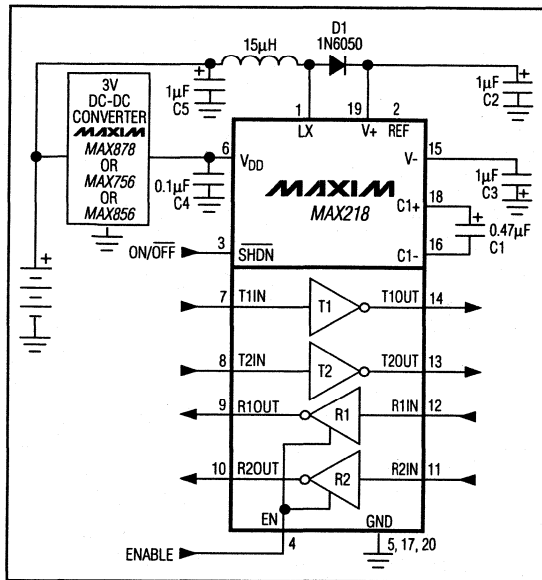 D1
15µH
1N6050
1µF
C5
1µF
C2
3V
DC-DC
CONVERTER
MAXIM
MAX878
OR
MAX756
OR
MAX856
1
19
2
LX
V+
REF
6
VDD
0.1µF
C4
MAXIM
MAX218
V-
15
1µF
C3
C1+
18
0.47µF
C1
C1-
16
ON/OFF
3
SHDN
7
T1IN
T1
T1OUT
14
8
T2IN
T2
T2OUT
13
9
R1OUT
R1
R1IN
12
10
R2OUT
R2
R2IN
11
EN
GND
4
5, 17, 20
ENABLE